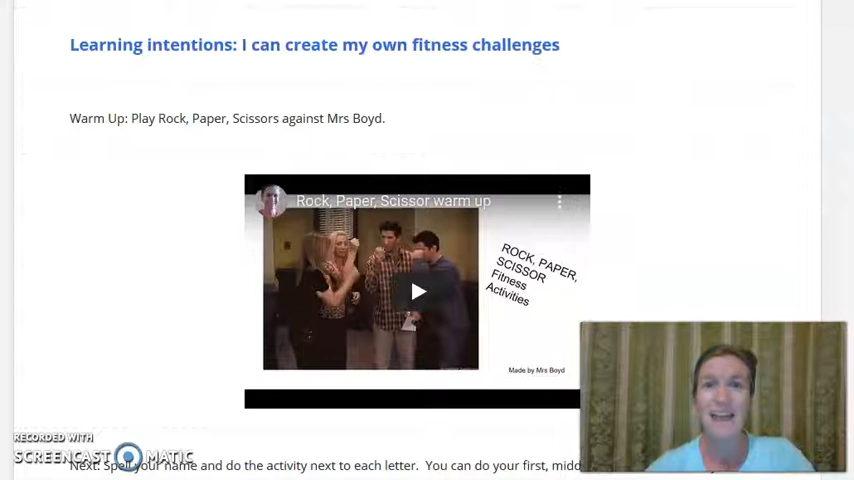 Learning intentions: I can create my own fitness challenges
Warm Up: Play Rock, Paper, Scissors against Mrs Boyd.
Rock, Paper, Scissor warm up
ROCK, PAPER,
SCISSOR
Fitness
Activities
Made by Mrs Boyd
RECORDED WITH
SCREENCAST MATIC
Next: Spell your name and do the activity next to each letter. You can do your first,